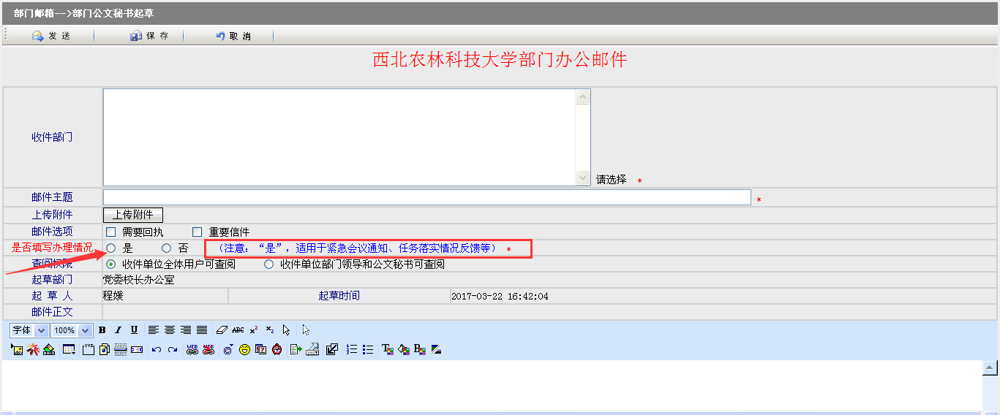 部门邮箱-->部门公文秘书起草
发 送 保 存 取 消
西北农林科技大学部门办公邮件
收件部门 请选择 *
邮件主题 *
上传附件 上传附件
邮件选项 需要回执 重要信件
是否填写办理情况 是 否 (注意：“是”，适用于紧急会议通知、任务落实情况反馈等) *
查阅权限 收件单位全体用户可查阅 收件单位部门领导和公文秘书可查阅
起草部门 党委校长办公室
起 草 人 程媛 起草时间 2017-03-22 16:42:04
邮件正文
字体 100% B I U ABC x² x₂
XYZ WEB WEB T B